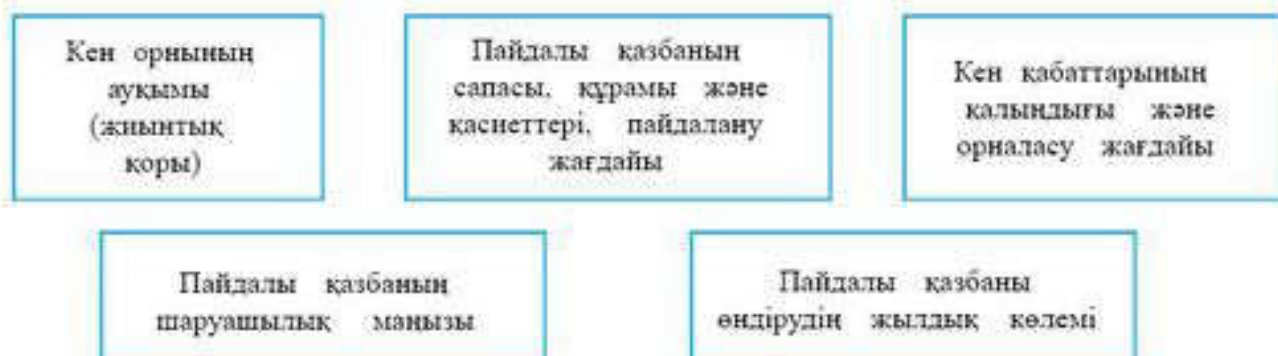 Кен орнының
ауқымы
(жиынтық
қоры)
Пайдалы қазбаның
сапасы, құрамы және
қасиеттері, пайдалану
жағдайы
Кен қабаттарының
қалыңдығы және
орналасу жағдайы
Пайдалы қазбаның
шаруашылық маңызы
Пайдалы қазбаны
өндірудің жылдық көлемі